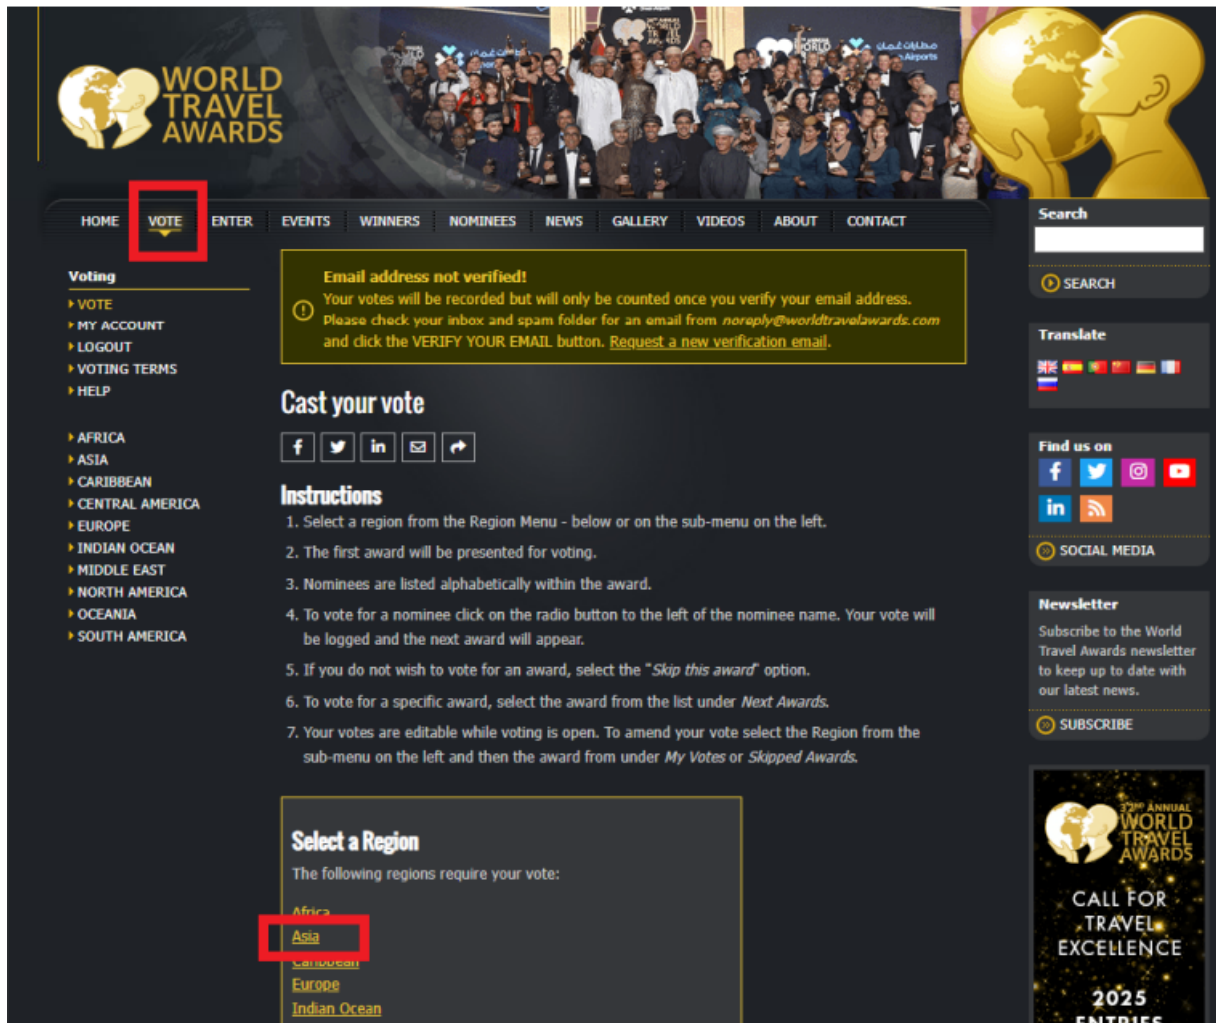 WORLD
TRAVEL
AWARDS
HOME VOTE ENTER EVENTS WINNERS NOMINEES NEWS GALLERY VIDEOS ABOUT CONTACT
Voting
VOTE
MY ACCOUNT
LOGOUT
VOTING TERMS
HELP
AFRICA
ASIA
CARIBBEAN
CENTRAL AMERICA
EUROPE
INDIAN OCEAN
MIDDLE EAST
NORTH AMERICA
OCEANIA
SOUTH AMERICA
Email address not verified!
Your votes will be recorded but will only be counted once you verify your email address.
Please check your inbox and spam folder for an email from noreply@worldtravelawards.com
and click the VERIFY YOUR EMAIL button. Request a new verification email.
Cast your vote
Instructions
1. Select a region from the Region Menu - below or on the sub-menu on the left.
2. The first award will be presented for voting.
3. Nominees are listed alphabetically within the award.
4. To vote for a nominee click on the radio button to the left of the nominee name. Your vote will
be logged and the next award will appear.
5. If you do not wish to vote for an award, select the "Skip this award" option.
6. To vote for a specific award, select the award from the list under Next Awards.
7. Your votes are editable while voting is open. To amend your vote select the Region from the
sub-menu on the left and then the award from under My Votes or Skipped Awards.
Select a Region
The following regions require your vote:
Africa
Asia
Caribbean
Europe
Indian Ocean
Search
SEARCH
Translate
Find us on
SOCIAL MEDIA
Newsletter
Subscribe to the World
Travel Awards newsletter
to keep up to date with
our latest news.
SUBSCRIBE
32ND ANNUAL
WORLD
TRAVEL
AWARDS
CALL FOR
TRAVEL
EXCELLENCE
2025
ENTRIES